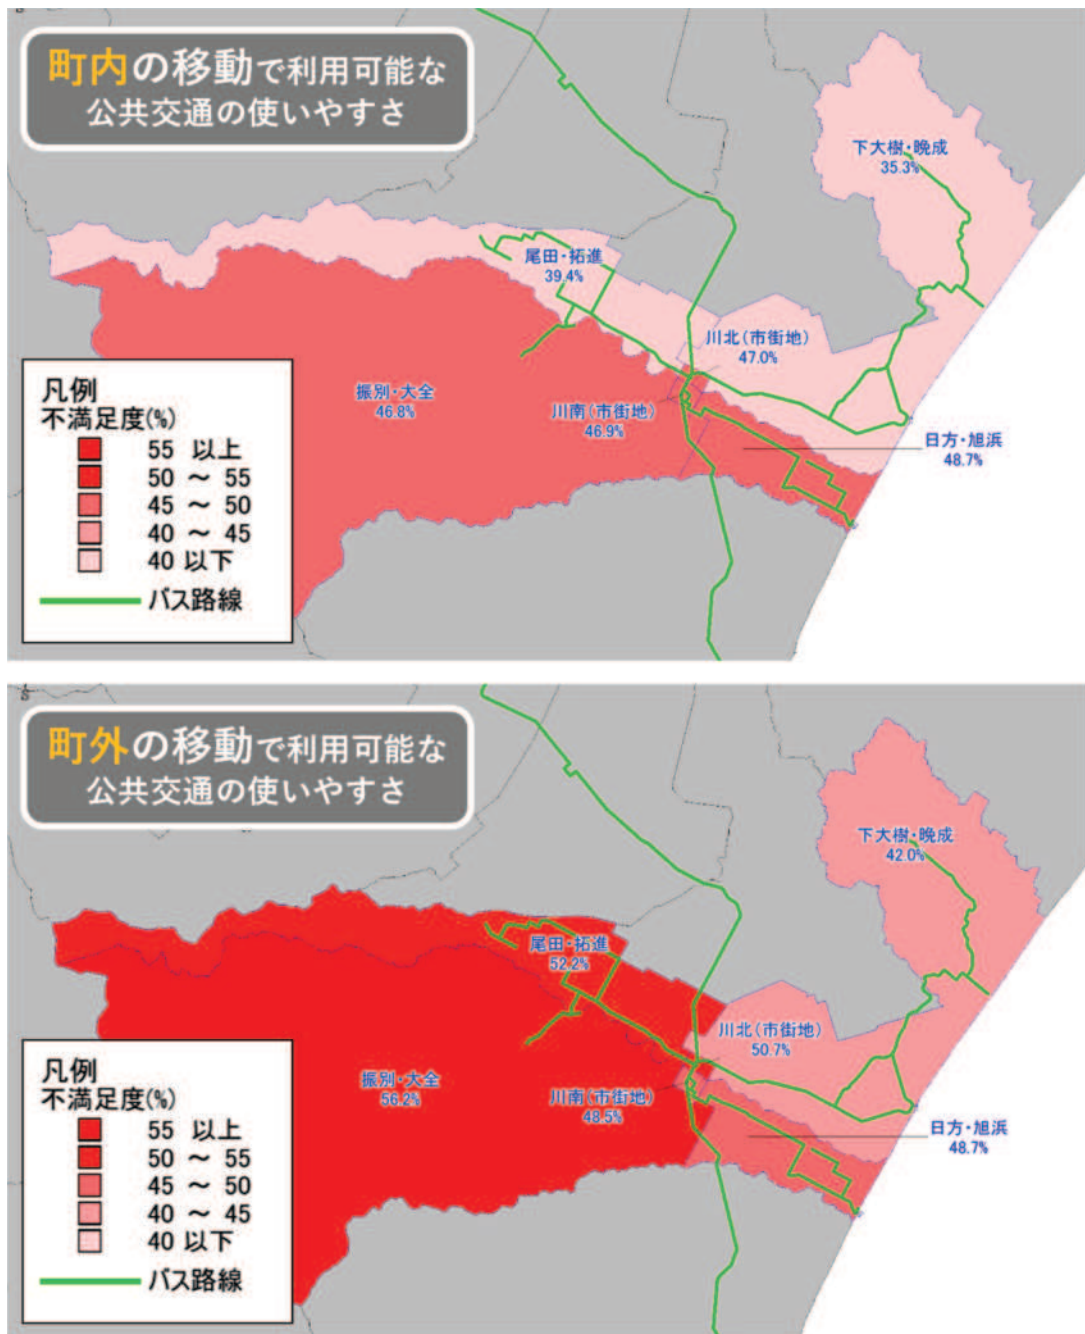 町内の移動で利用可能な
公共交通の使いやすさ
下大樹・晩成
35.3%
尾田・拓進
39.4%
川北(市街地)
47.0%
振別・大全
46.8%
川南(市街地)
46.9%
日方・旭浜
48.7%
凡例
不満足度(%)
55 以上
50 ～ 55
45 ～ 50
40 ～ 45
40 以下
バス路線
町外の移動で利用可能な
公共交通の使いやすさ
下大樹・晩成
42.0%
尾田・拓進
52.2%
川北(市街地)
50.7%
振別・大全
56.2%
川南(市街地)
48.5%
日方・旭浜
48.7%
凡例
不満足度(%)
55 以上
50 ～ 55
45 ～ 50
40 ～ 45
40 以下
バス路線